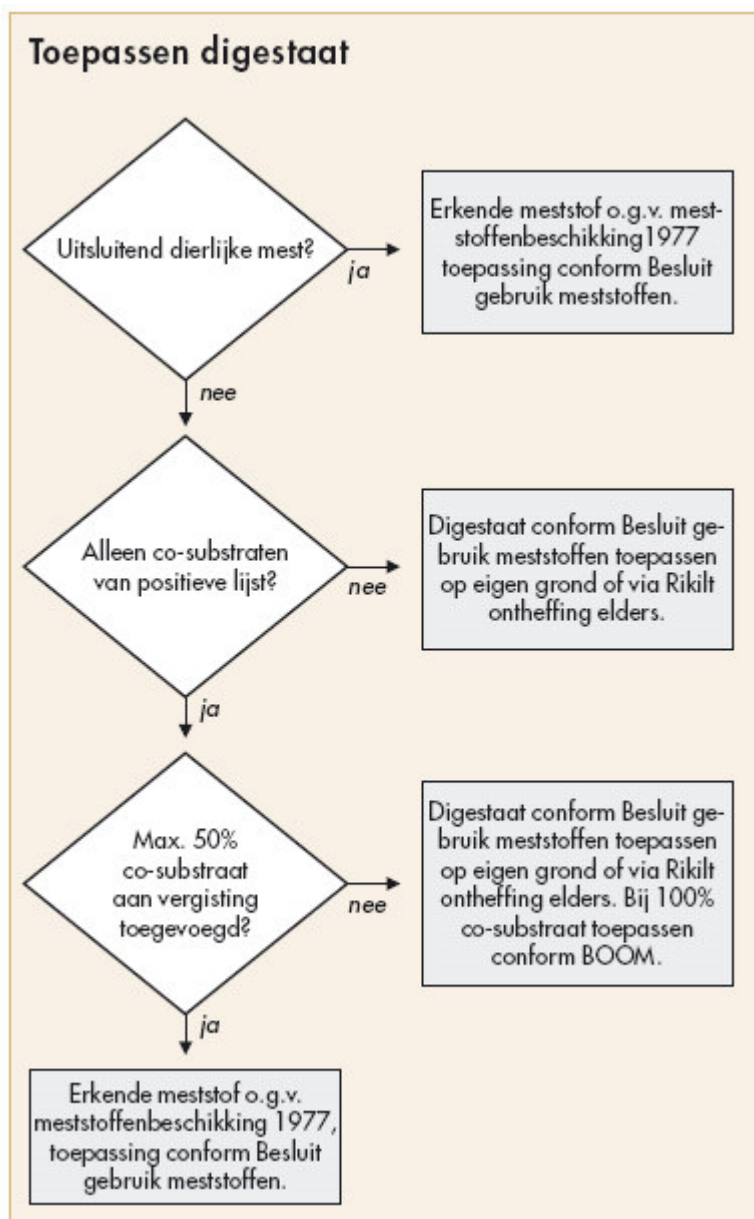 Toepassen digestaat
Uitsluitend dierlijke mest?
ja
Erkende meststof o.g.v. mest-
stoffenbeschikking1977
toepassing conform Besluit
gebruik meststoffen.
nee
Alleen co-substraten
van positieve lijst?
nee
Digestaat conform Besluit ge-
bruik meststoffen toepassen
op eigen grond of via Rikilt
ontheffing elders.
ja
Max. 50%
co-substraat
aan vergisting
toegevoegd?
nee
Digestaat conform Besluit ge-
bruik meststoffen toepassen
op eigen grond of via Rikilt
ontheffing elders. Bij 100%
co-substraat toepassen
conform BOOM.
ja
Erkende meststof o.g.v.
meststoffenbeschikking 1977,
toepassing conform Besluit
gebruik meststoffen.